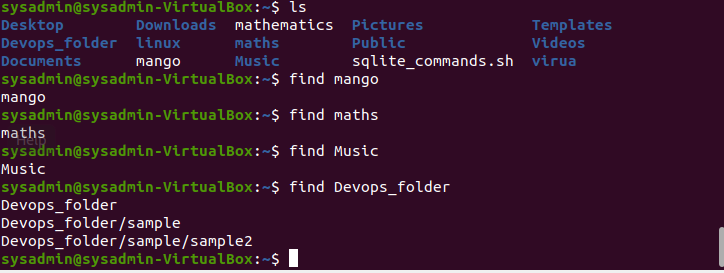 sysadmin@sysadmin-VirtualBox:~$ ls
Desktop Downloads mathematics Pictures Templates
Devops_folder linux maths Public Videos
Documents mango Music sqlite_commands.sh virua
sysadmin@sysadmin-VirtualBox:~$ find mango
mango
sysadmin@sysadmin-VirtualBox:~$ find maths
maths
Help
sysadmin@sysadmin-VirtualBox:~$ find Music
Music
sysadmin@sysadmin-VirtualBox:~$ find Devops_folder
Devops_folder
Devops_folder/sample
Devops_folder/sample/sample2
sysadmin@sysadmin-VirtualBox:~$